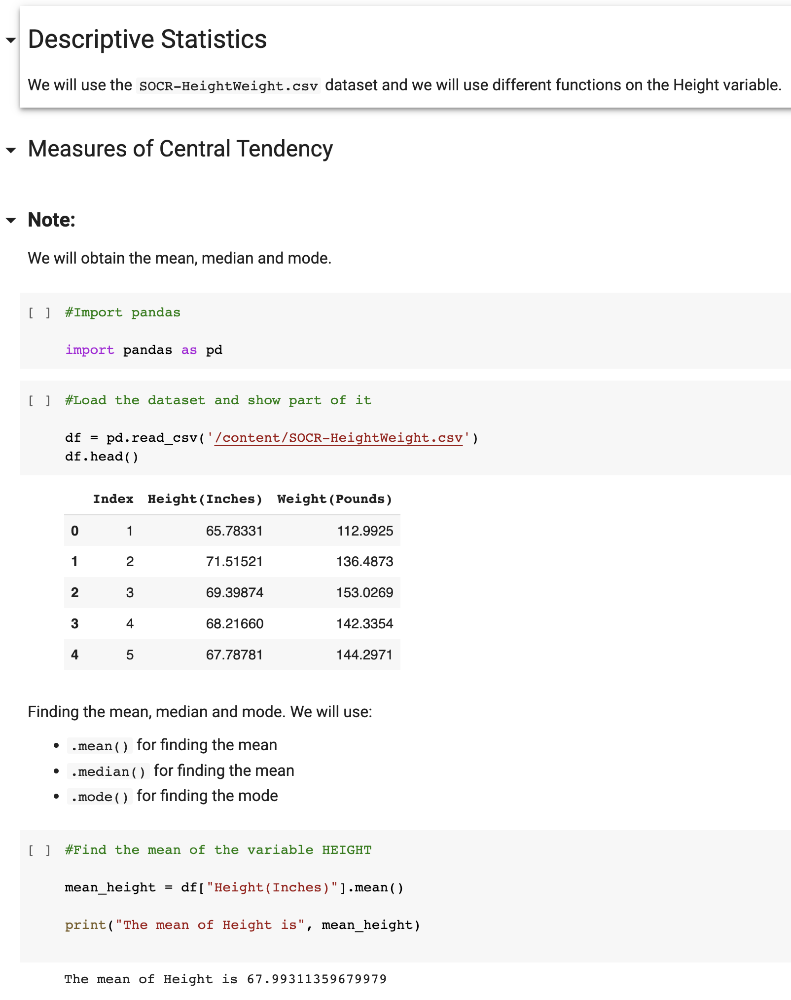 Descriptive Statistics
We will use the SOCR-HeightWeight.csv dataset and we will use different functions on the Height variable.
Measures of Central Tendency
Note:
We will obtain the mean, median and mode.
[ ] #Import pandas
import pandas as pd
[ ] #Load the dataset and show part of it
df = pd.read_csv('/content/SOCR-HeightWeight.csv')
df.head()
Index Height(Inches) Weight(Pounds)
0 1 65.78331 112.9925
1 2 71.51521 136.4873
2 3 69.39874 153.0269
3 4 68.21660 142.3354
4 5 67.78781 144.2971
Finding the mean, median and mode. We will use:
• .mean() for finding the mean
• .median() for finding the mean
• .mode() for finding the mode
[ ] #Find the mean of the variable HEIGHT
mean_height = df["Height(Inches)"].mean()
print("The mean of Height is", mean_height)
The mean of Height is 67.99311359679979